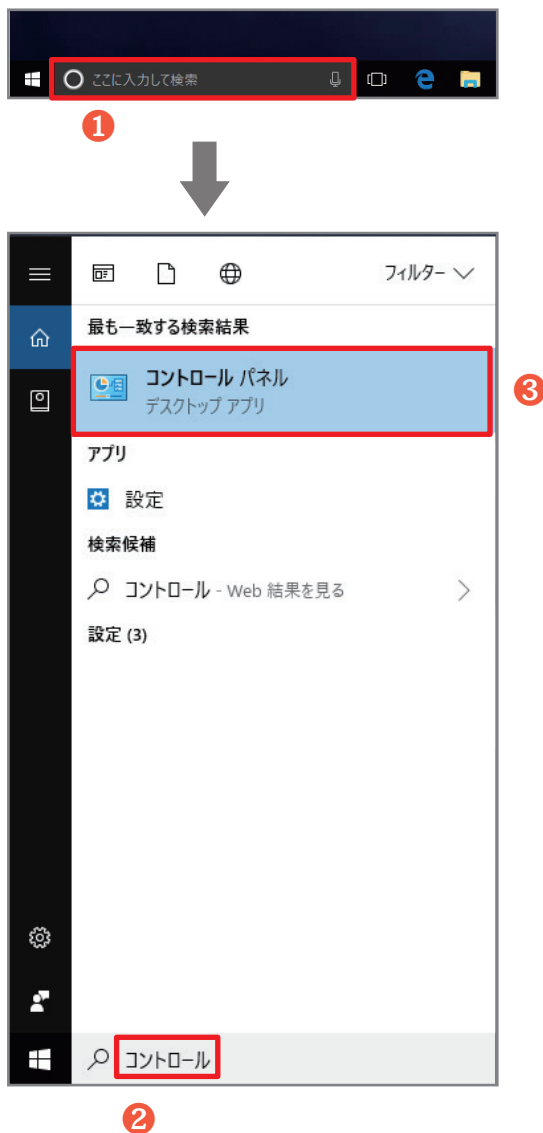 ここに入力して検索
❶
フィルター
最も一致する検索結果
コントロール パネル
デスクトップ アプリ
❸
アプリ
設定
検索候補
コントロール - Web 結果を見る
設定 (3)
コントロール
❷